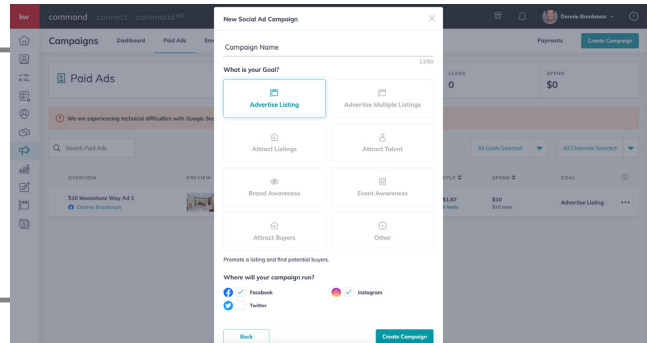 kw command connect command MC Donnie Brookman
Campaigns Dashboard Paid Ads Payments Create Campaign
New Social Ad Campaign
Campaign Name
13/80
What is your Goal?
Advertise Listing
Advertise Multiple Listings
Attract Listings
Attract Talent
Brand Awareness
Event Awareness
Attract Buyers
Other
Promote a listing and find potential buyers.
Where will your campaign run?
Facebook
Instagram
Twitter
Back
Create Campaign
Paid Ads
LEADS
0
SPEND
$0
We are experiencing technical difficulties with Google
Search Paid Ads
All Goals Selected
All Channels Selected
OVERVIEW PREVIEW CPLC SPEND GOAL
510 Moonstone Way Ad 1
Donnie Brookman
$1.67
$10
$10 total
Advertise Listing